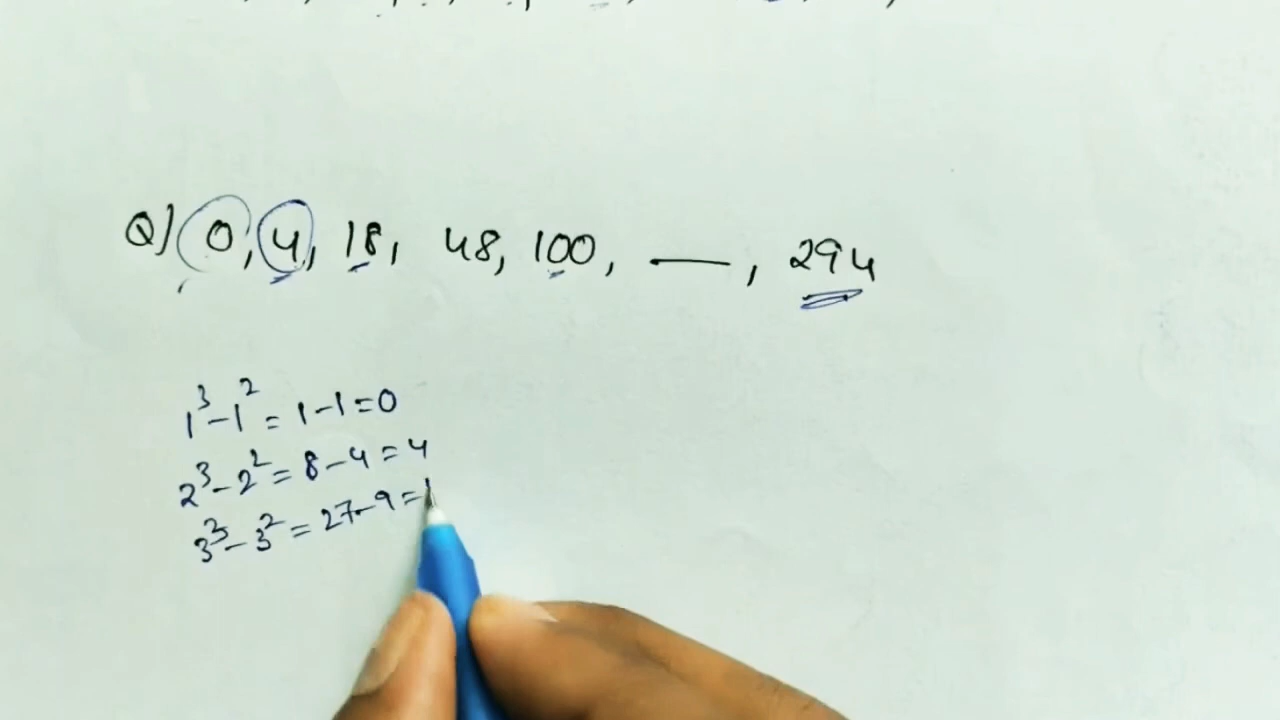 Q) 0, 4, 18, 48, 100, __, 294
1³-1² = 1-1=0
2³-2² = 8-4=4
3³-3² = 27-9=1